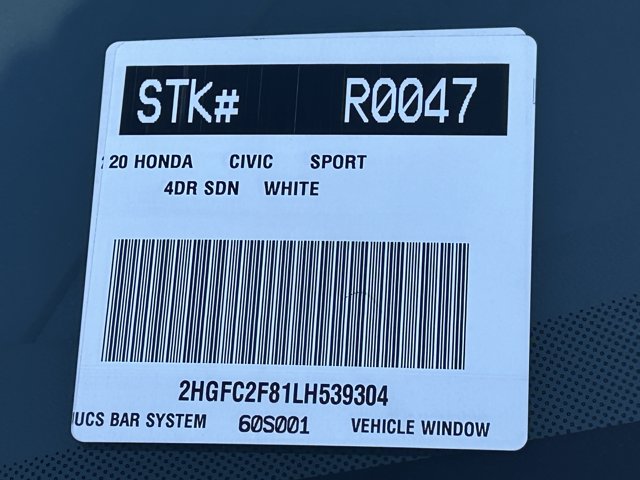 STK# R0047
20 HONDA CIVIC SPORT
4DR SDN WHITE
2HGFC2F81LH539304
UCS BAR SYSTEM 60S001 VEHICLE WINDOW